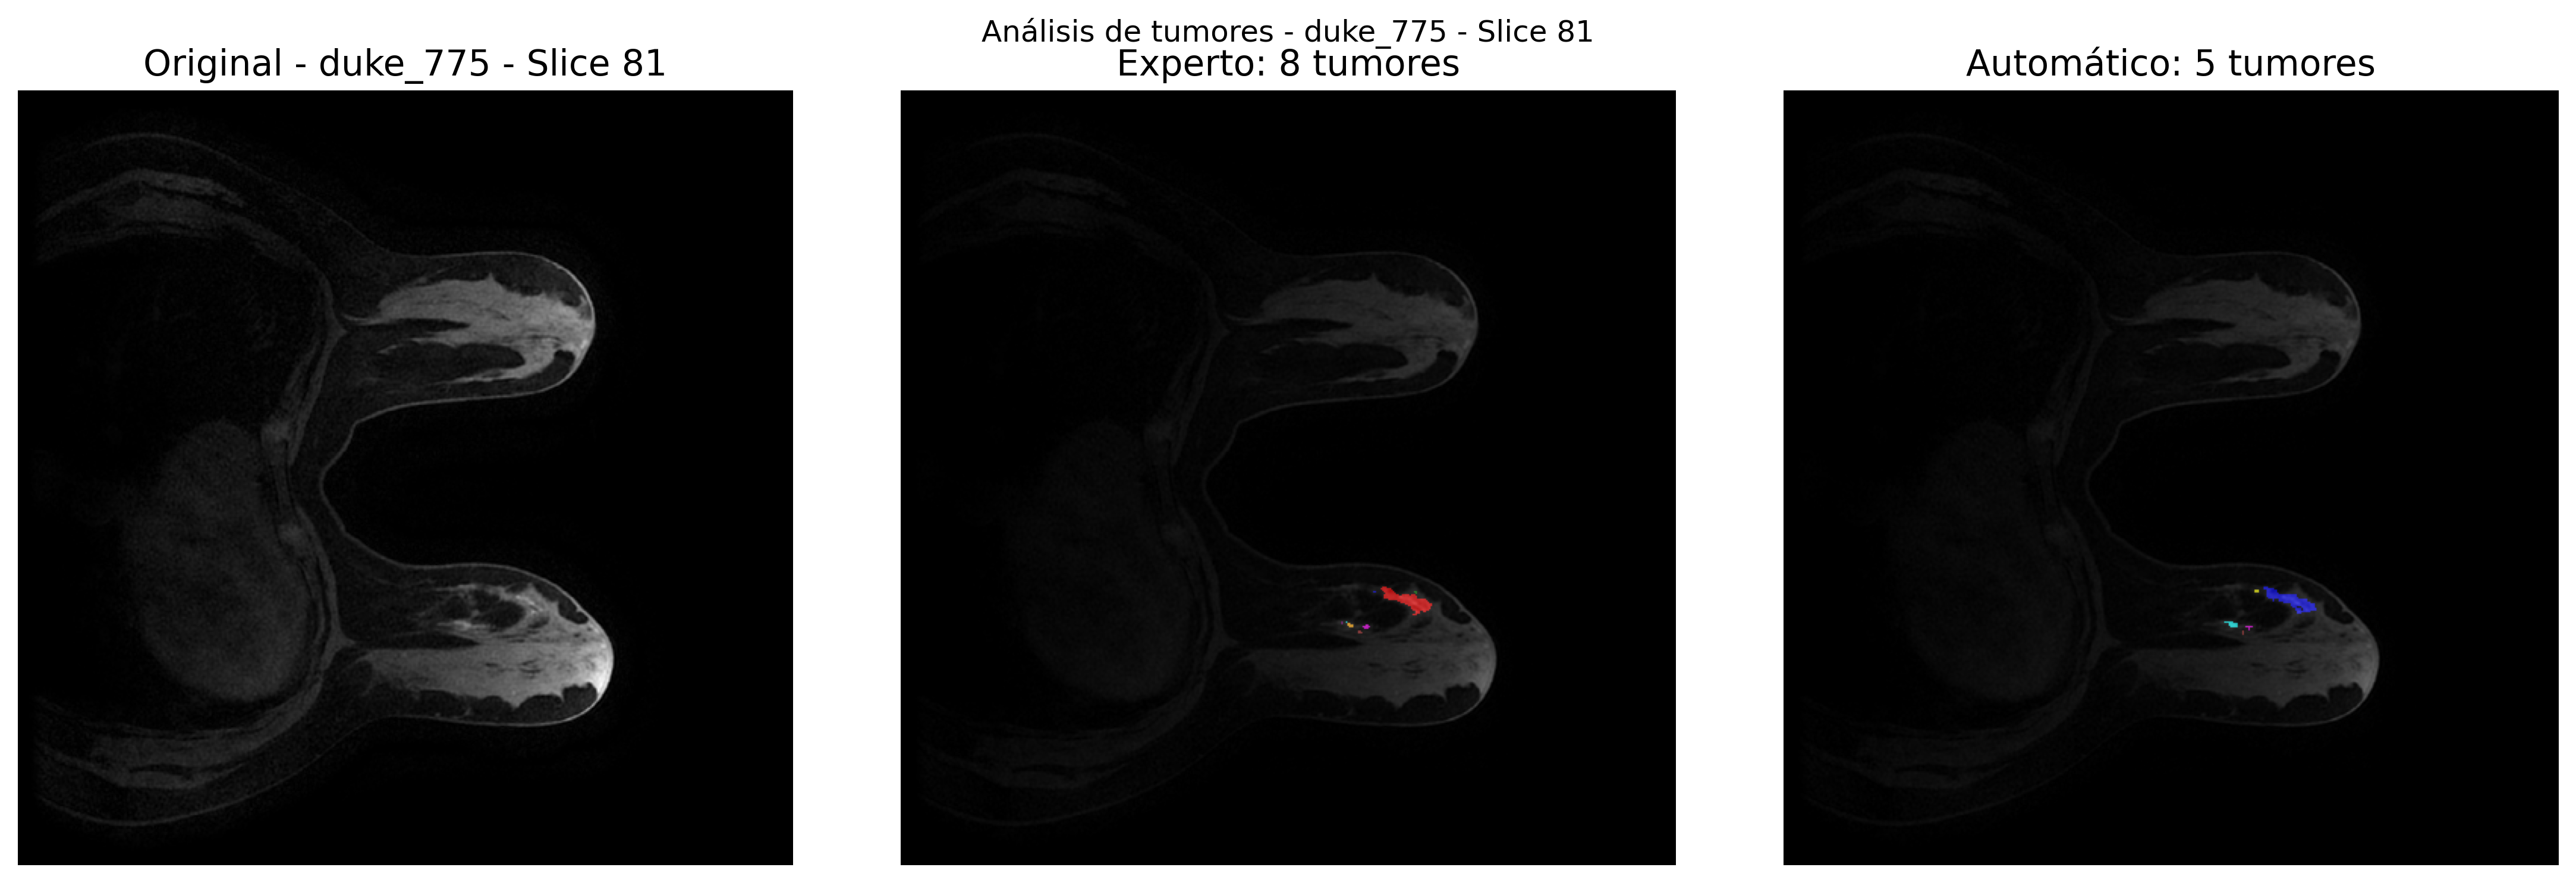 Análisis de tumores - duke_775 - Slice 81
Original - duke_775 - Slice 81
Experto: 8 tumores
Automático: 5 tumores